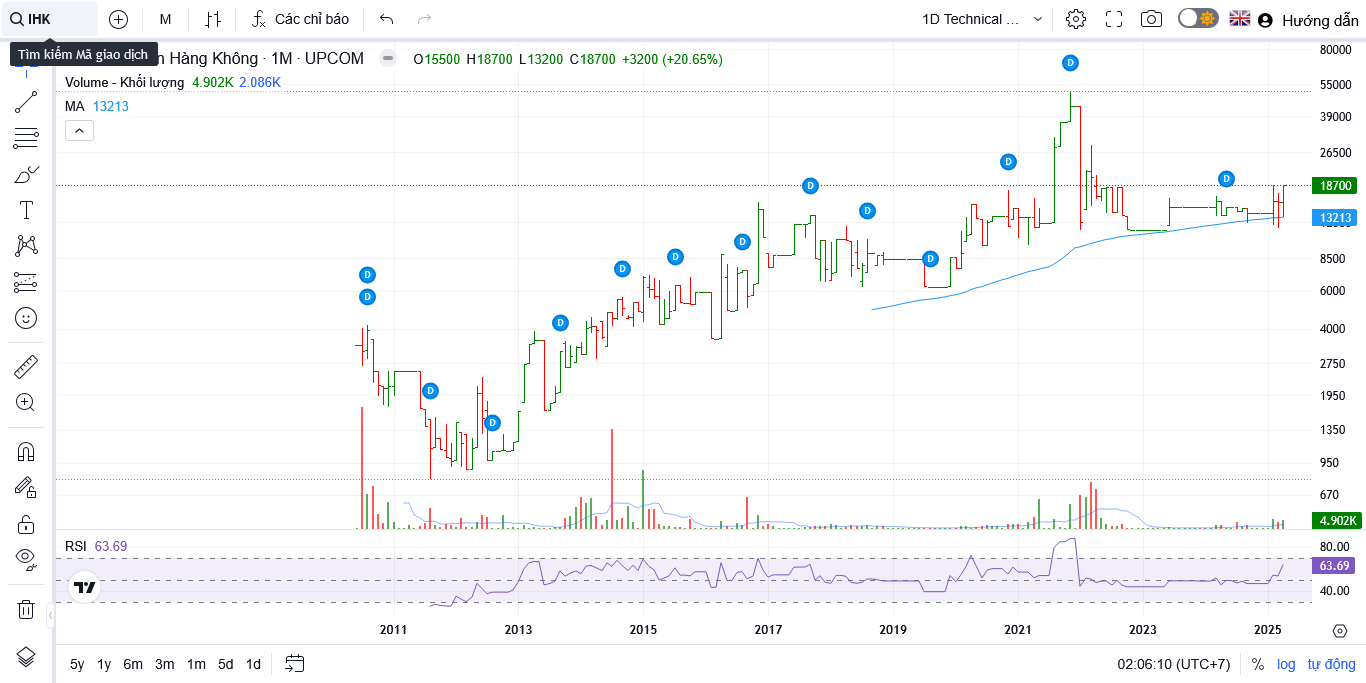 IHK
M
Các chỉ báo
1D Technical ...
Hướng dẫn
Tìm kiếm Mã giao dịch
n Hàng Không · 1M · UPCOM
O15500 H18700 L13200 C18700 +3200 (+20.65%)
Volume - Khối lượng 4.902K 2.086K
MA 13213
D
D
D
D
D
D
D
D
D
D
D
D
D
D
80000
55000
39000
26500
18700
13213
8500
6000
4000
2750
1950
1350
950
670
4.902K
RSI 63.69
80.00
63.69
40.00
2011 2013 2015 2017 2019 2021 2023 2025
5y 1y 6m 3m 1m 5d 1d
02:06:10 (UTC+7)
% log tự động